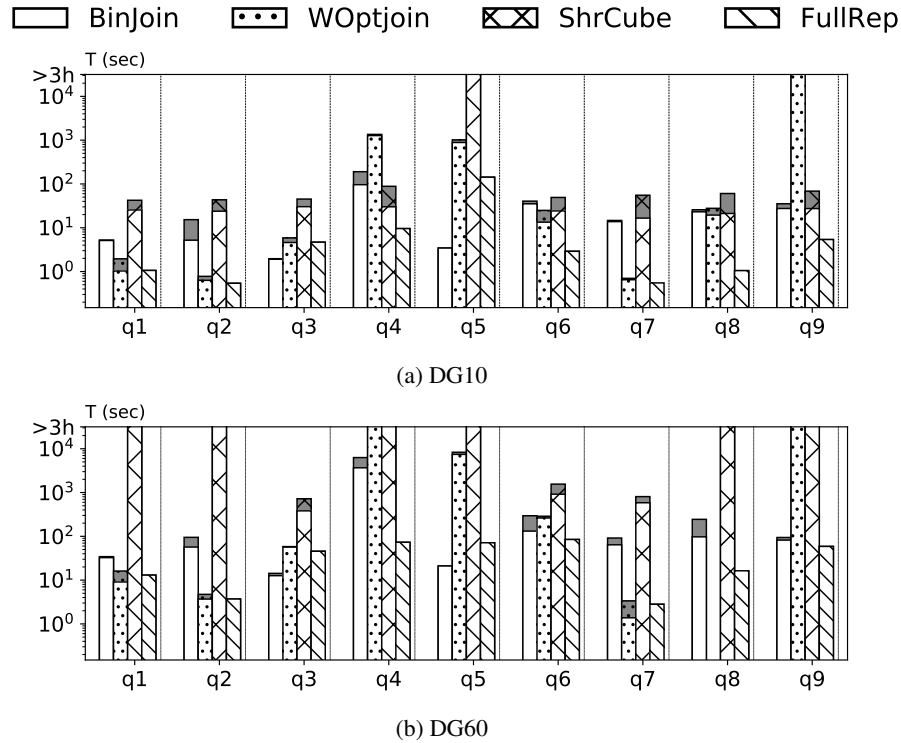 BinJoin WOptjoin ShrCube FullRep
T (sec)
>3h
10⁴
10³
10²
10¹
10⁰
q1 q2 q3 q4 q5 q6 q7 q8 q9
(a) DG10
T (sec)
>3h
10⁴
10³
10²
10¹
10⁰
q1 q2 q3 q4 q5 q6 q7 q8 q9
(b) DG60